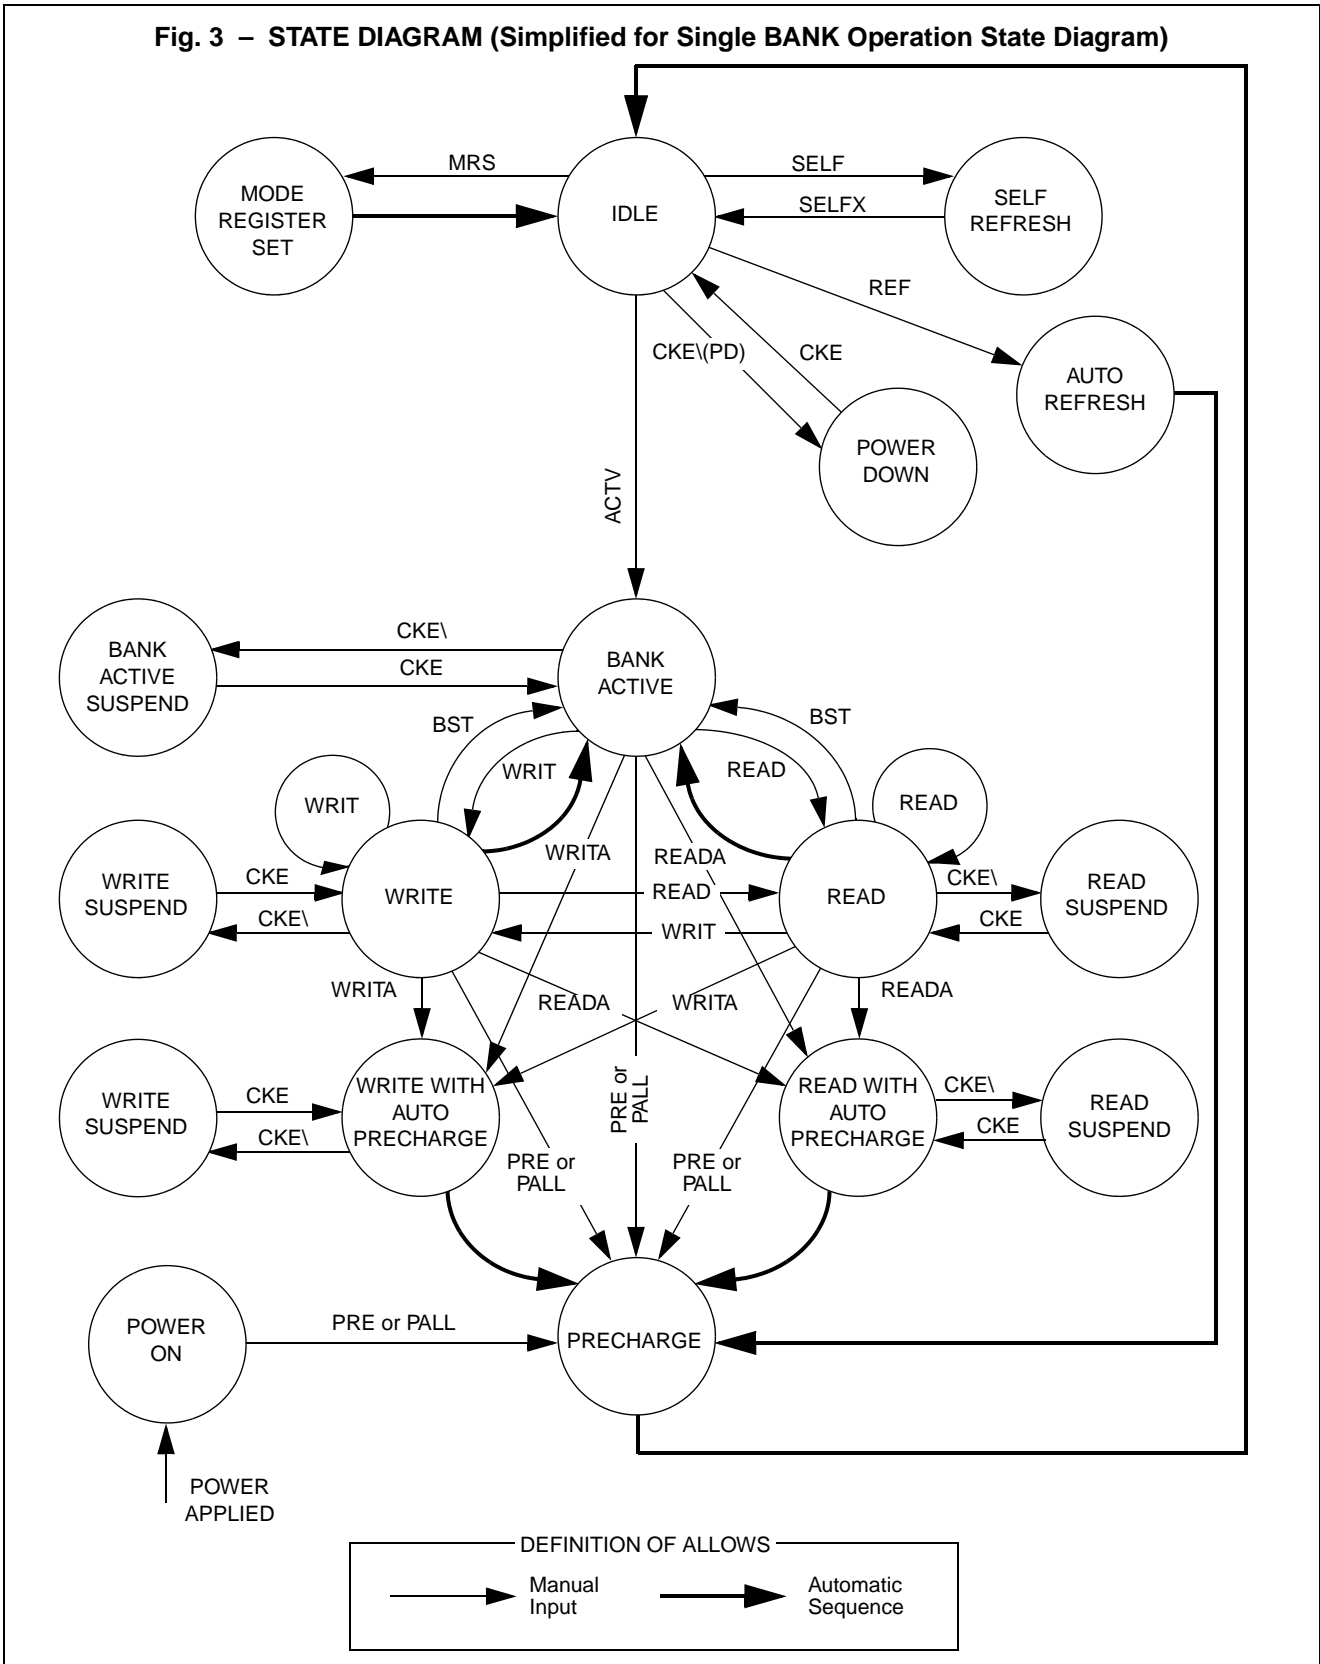 Fig. 3 – STATE DIAGRAM (Simplified for Single BANK Operation State Diagram)
MODE
REGISTER
SET
MRS
IDLE
SELF
SELFX
SELF
REFRESH
REF
CKE\(PD)
CKE
AUTO
REFRESH
POWER
DOWN
ACTV
BANK
ACTIVE
SUSPEND
CKE\
CKE
BANK
ACTIVE
BST
WRIT
READ
BST
WRIT
READ
WRITA
READA
WRITE
SUSPEND
CKE
CKE\
WRITE
READ
WRIT
READ
CKE\
CKE
READ
SUSPEND
WRITA
READA
WRITA
READA
WRITE
SUSPEND
CKE
CKE\
WRITE WITH
AUTO
PRECHARGE
PRE or
PALL
READ WITH
AUTO
PRECHARGE
CKE\
CKE
READ
SUSPEND
PRE or
PALL
PRE or
PALL
POWER
ON
PRE or PALL
PRECHARGE
POWER
APPLIED
DEFINITION OF ALLOWS
Manual
Input
Automatic
Sequence